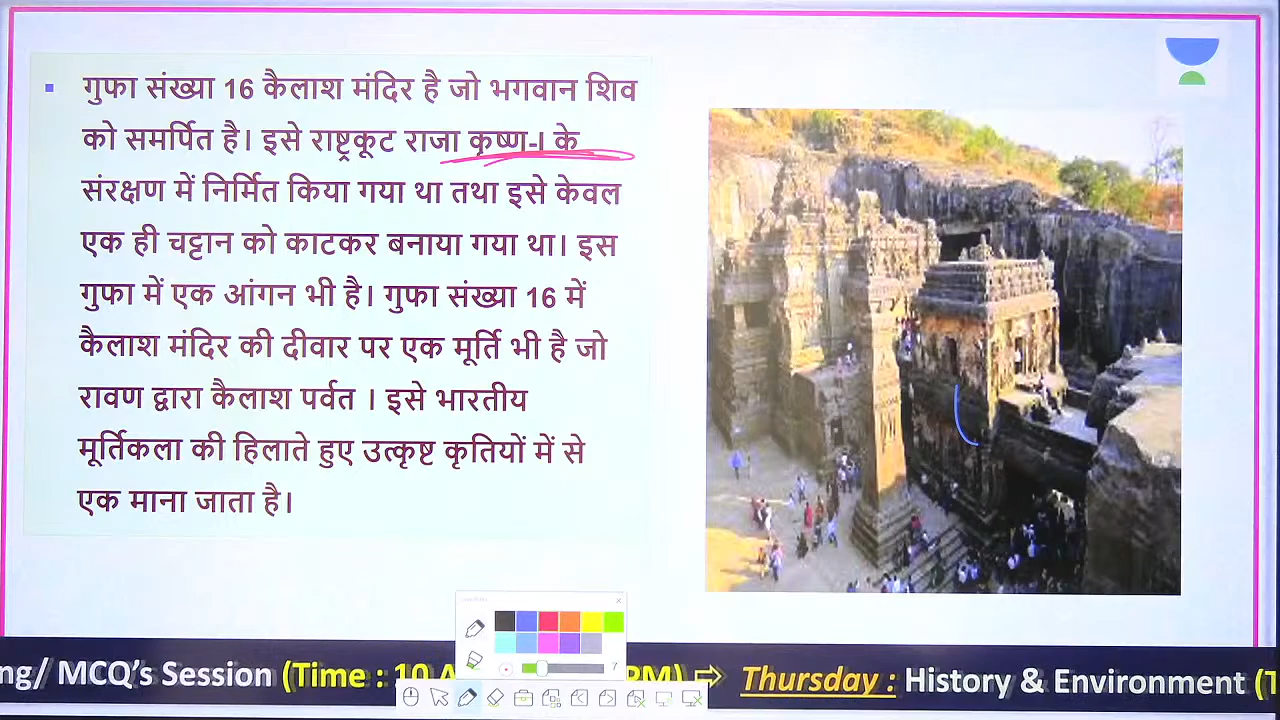 गुफा संख्या 16 कैलाश मंदिर है जो भगवान शिव
को समर्पित है। इसे राष्ट्रकूट राजा कृष्ण-I के
संरक्षण में निर्मित किया गया था तथा इसे केवल
एक ही चट्टान को काटकर बनाया गया था। इस
गुफा में एक आंगन भी है। गुफा संख्या 16 में
कैलाश मंदिर की दीवार पर एक मूर्ति भी है जो
रावण द्वारा कैलाश पर्वत । इसे भारतीय
मूर्तिकला की हिलाते हुए उत्कृष्ट कृतियों में से
एक माना जाता है।
7
ng/ MCQ's Session (Time : 10 A PM) ⇨ Thursday : History & Environment (T